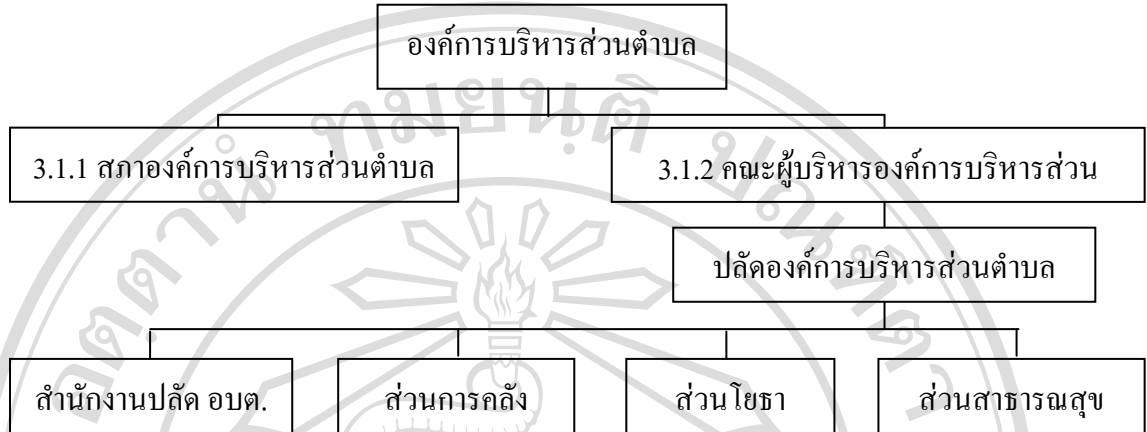 องค์การบริหารส่วนตำบล
3.1.1 สภาองค์การบริหารส่วนตำบล
3.1.2 คณะผู้บริหารองค์การบริหารส่วน
ปลัดองค์การบริหารส่วนตำบล
สำนักงานปลัด อบต.
ส่วนการคลัง
ส่วนโยธา
ส่วนสาธารณสุข